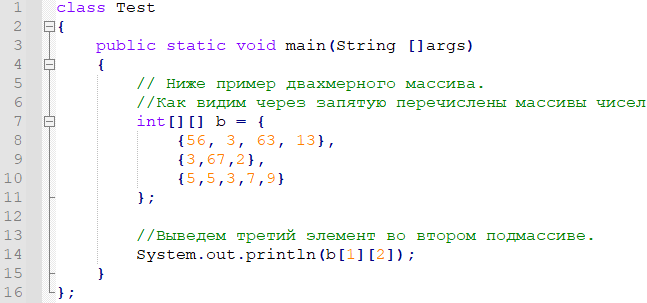 1 class Test
2 {
3 public static void main(String []args)
4 {
5 // Ниже пример двахмерного массива.
6 //Как видим через запятую перечислены массивы чисел
7 int[][] b = {
8 {56, 3, 63, 13},
9 {3,67,2},
10 {5,5,3,7,9}
11 };
12
13 //Выведем третий элемент во втором подмассиве.
14 System.out.println(b[1][2]);
15 }
16 };